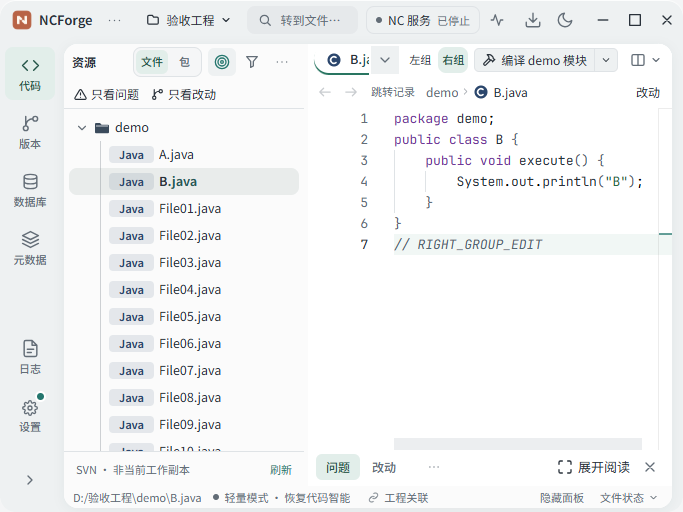 NCForge ··· 验收工程 转到文件··· NC 服务 已停止
代码
版本
数据库
元数据
日志
设置
资源 文件 包 ···
只看问题 只看改动
demo
Java A.java
Java B.java
Java File01.java
Java File02.java
Java File03.java
Java File04.java
Java File05.java
Java File06.java
Java File07.java
Java File08.java
Java File09.java
Java File10.java
SVN · 非当前工作副本 刷新
C B.ja 左组 右组 编译 demo 模块
跳转记录 demo > C B.java 改动
1 package demo;
2 public class B {
3 public void execute() {
4 System.out.println("B");
5 }
6 }
7 // RIGHT_GROUP_EDIT
问题 改动 ··· 展开阅读
D:/验收工程\demo\B.java 轻量模式 · 恢复代码智能 工程关联 隐藏面板 文件状态